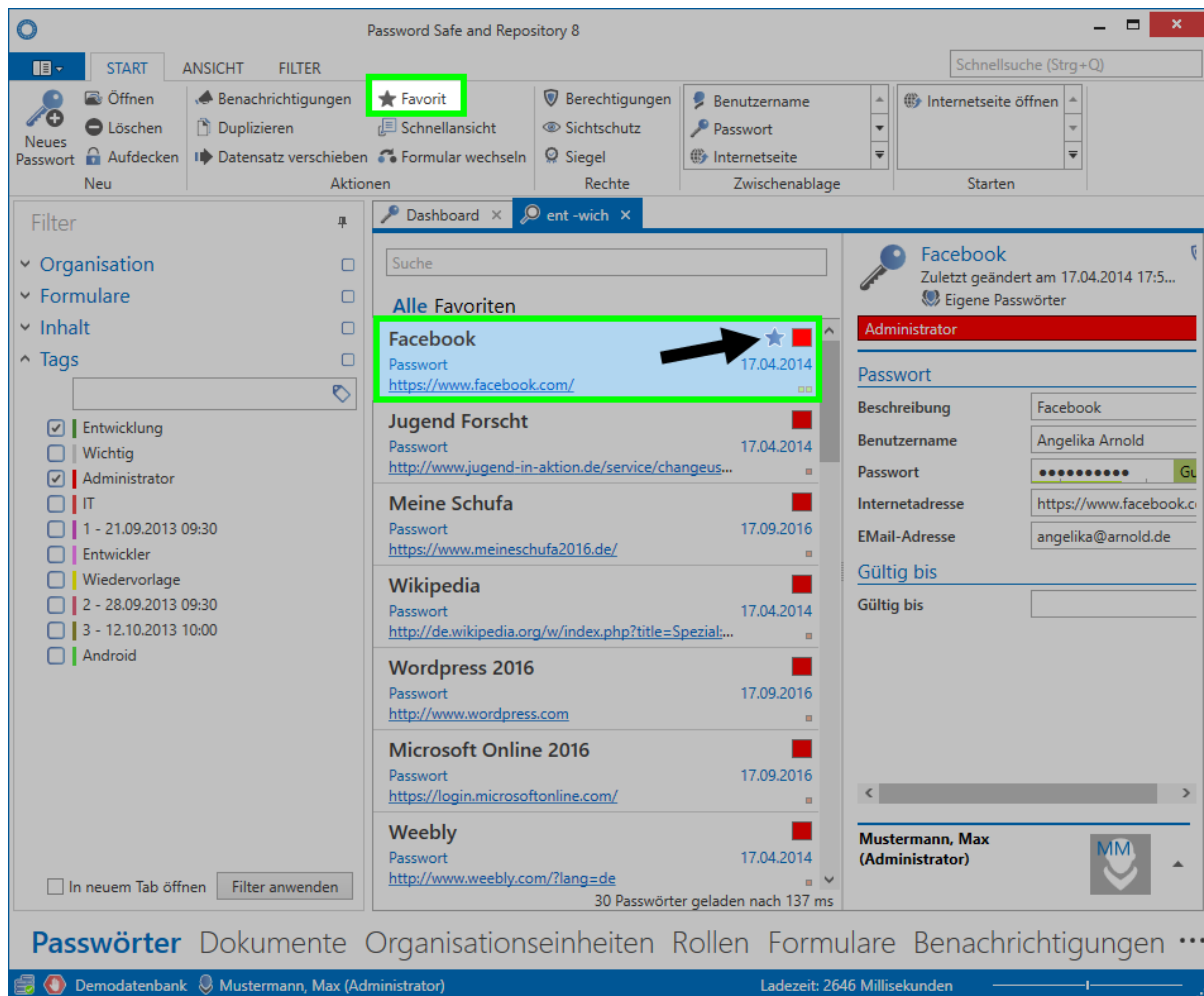 Password Safe and Repository 8
START ANSICHT FILTER Schnellsuche (Strg+Q)
Neues Passwort
Öffnen
Löschen
Aufdecken
Neu
Benachrichtigungen
Duplizieren
Datensatz verschieben
Favorit
Schnellansicht
Formular wechseln
Aktionen
Berechtigungen
Sichtschutz
Siegel
Rechte
Benutzername
Passwort
Internetseite
Zwischenablage
Internetseite öffnen
Starten
Filter
Organisation
Formulare
Inhalt
Tags
Entwicklung
Wichtig
Administrator
IT
1 - 21.09.2013 09:30
Entwickler
Wiedervorlage
2 - 28.09.2013 09:30
3 - 12.10.2013 10:00
Android
In neuem Tab öffnen Filter anwenden
Dashboard ent -wich
Suche
Alle Favoriten
Facebook
Passwort 17.04.2014
https://www.facebook.com/
Jugend Forscht
Passwort 17.04.2014
http://www.jugend-in-aktion.de/service/changeus...
Meine Schufa
Passwort 17.09.2016
https://www.meineschufa2016.de/
Wikipedia
Passwort 17.04.2014
http://de.wikipedia.org/w/index.php?title=Spezial:...
Wordpress 2016
Passwort 17.09.2016
http://www.wordpress.com
Microsoft Online 2016
Passwort 17.09.2016
https://login.microsoftonline.com/
Weebly
Passwort 17.04.2014
http://www.weebly.com/?lang=de
30 Passwörter geladen nach 137 ms
Facebook
Zuletzt geändert am 17.04.2014 17:5...
Eigene Passwörter
Administrator
Passwort
Beschreibung Facebook
Benutzername Angelika Arnold
Passwort ●●●●●●●●●● Gu
Internetadresse https://www.facebook.c
EMail-Adresse angelika@arnold.de
Gültig bis
Gültig bis
Mustermann, Max
(Administrator)
MM
Passwörter Dokumente Organisationseinheiten Rollen Formulare Benachrichtigungen ...
Demodatenbank Mustermann, Max (Administrator) Ladezeit: 2646 Millisekunden